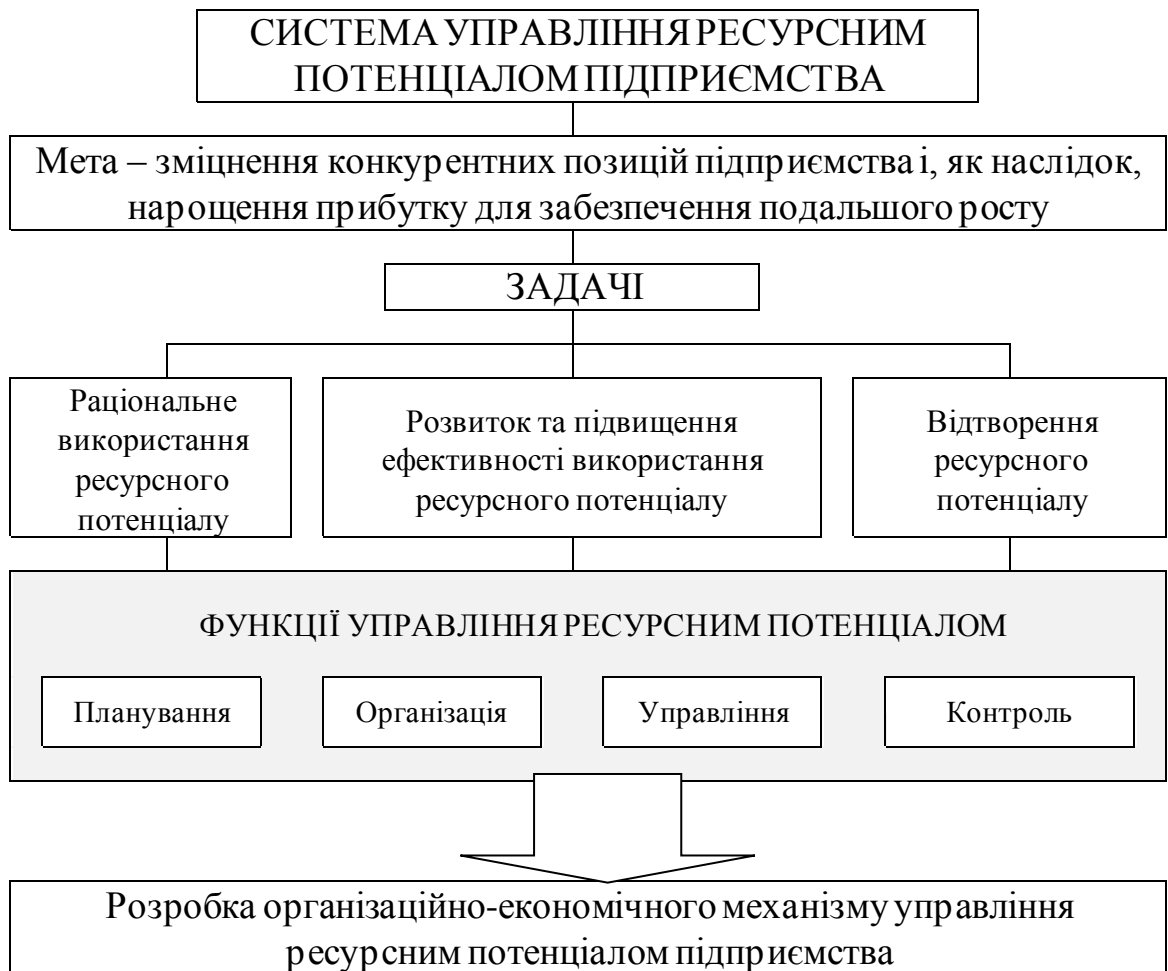 СИСТЕМА УПРАВЛІННЯ РЕСУРСНИМ
ПОТЕНЦІАЛОМ ПІДПРИЄМСТВА
Мета – зміцнення конкурентних позицій підприємства і, як наслідок,
нарощення прибутку для забезпечення подальшого росту
ЗАДАЧІ
Раціональне
використання
ресурсного
потенціалу
Розвиток та підвищення
ефективності використання
ресурсного потенціалу
Відтворення
ресурсного
потенціалу
ФУНКЦІЇ УПРАВЛІННЯ РЕСУРСНИМ ПОТЕНЦІАЛОМ
Планування
Організація
Управління
Контроль
Розробка організаційно-економічного механізму управління
ресурсним потенціалом підприємства